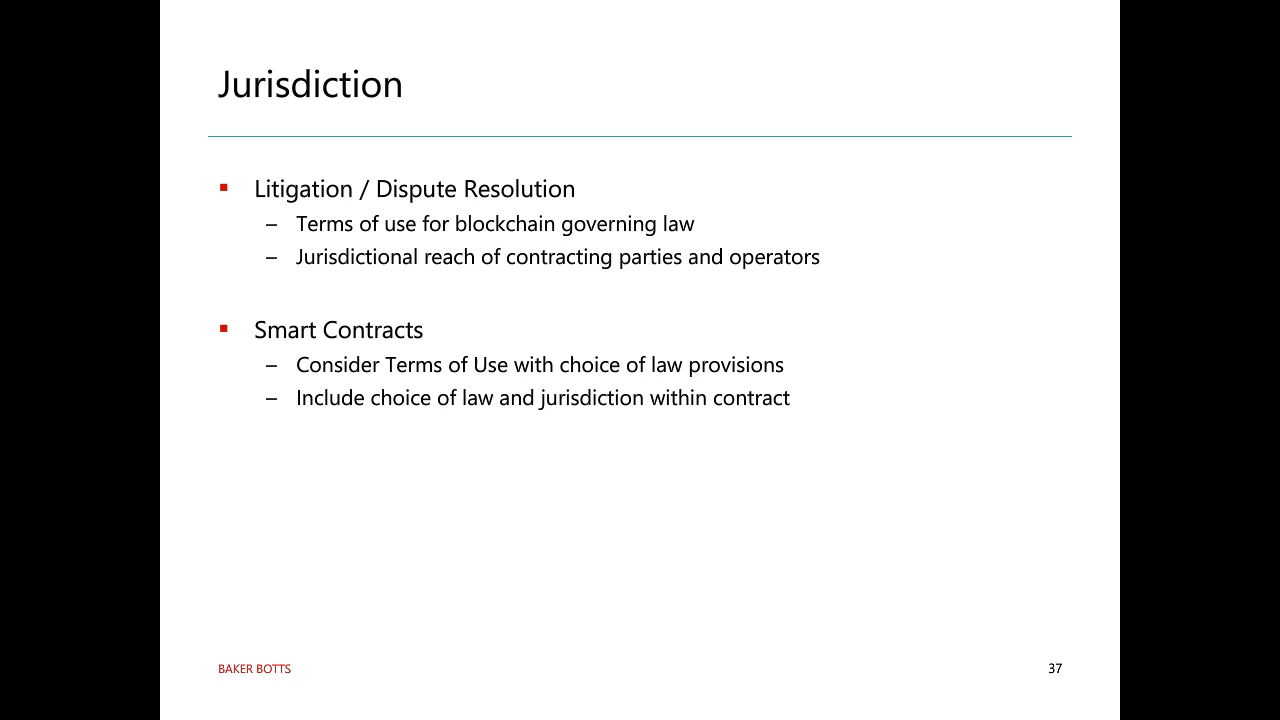 Jurisdiction
▪ Litigation / Dispute Resolution
– Terms of use for blockchain governing law
– Jurisdictional reach of contracting parties and operators
▪ Smart Contracts
– Consider Terms of Use with choice of law provisions
– Include choice of law and jurisdiction within contract
BAKER BOTTS
37